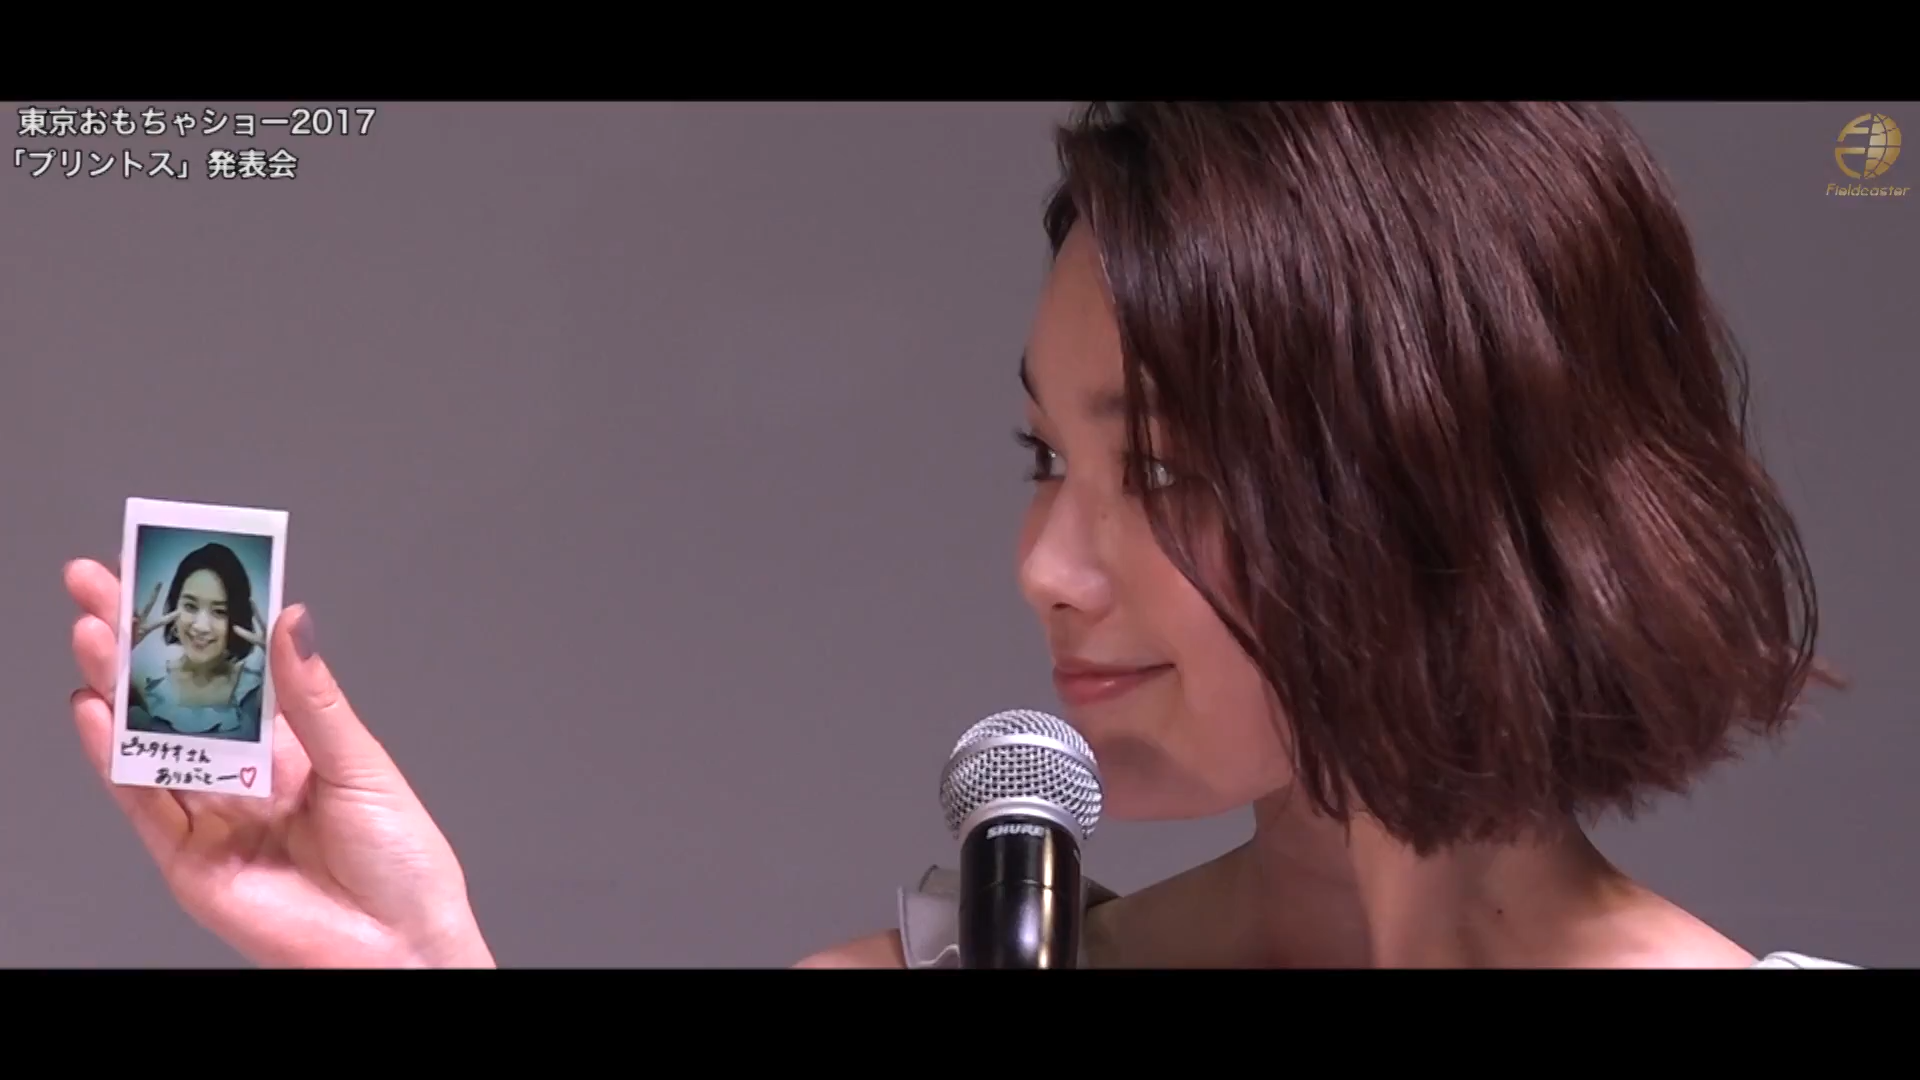 東京おもちゃショー2017
「プリントス」発表会
Fieldcaster
ピスタチオさん
ありがとー♡
SHURE